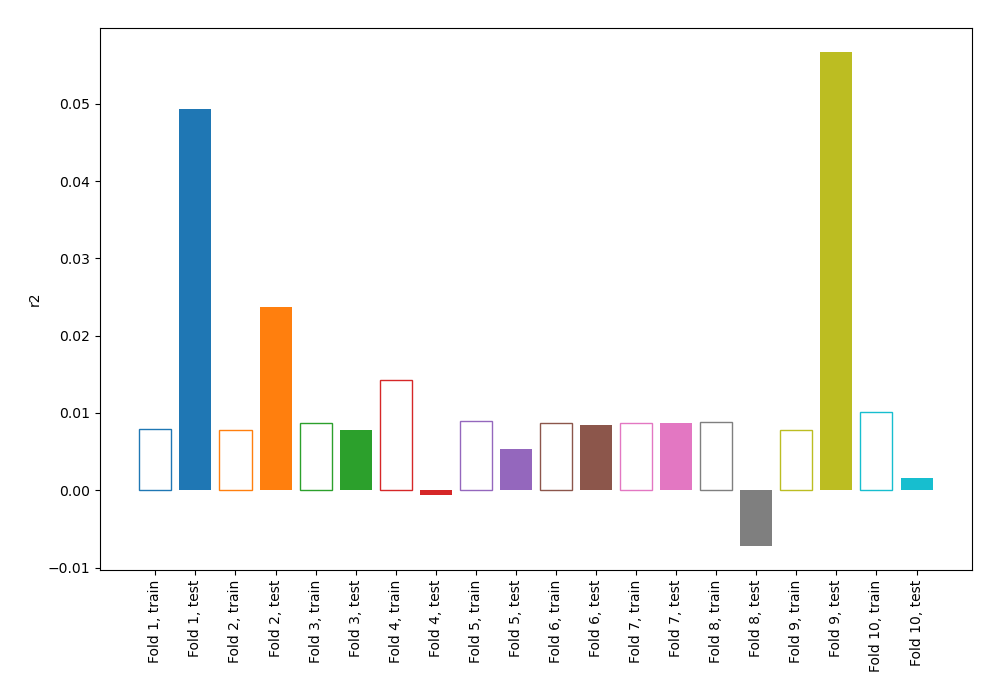 r2
0.05
0.04
0.03
0.02
0.01
0.00
−0.01
Fold 1, train
Fold 1, test
Fold 2, train
Fold 2, test
Fold 3, train
Fold 3, test
Fold 4, train
Fold 4, test
Fold 5, train
Fold 5, test
Fold 6, train
Fold 6, test
Fold 7, train
Fold 7, test
Fold 8, train
Fold 8, test
Fold 9, train
Fold 9, test
Fold 10, train
Fold 10, test